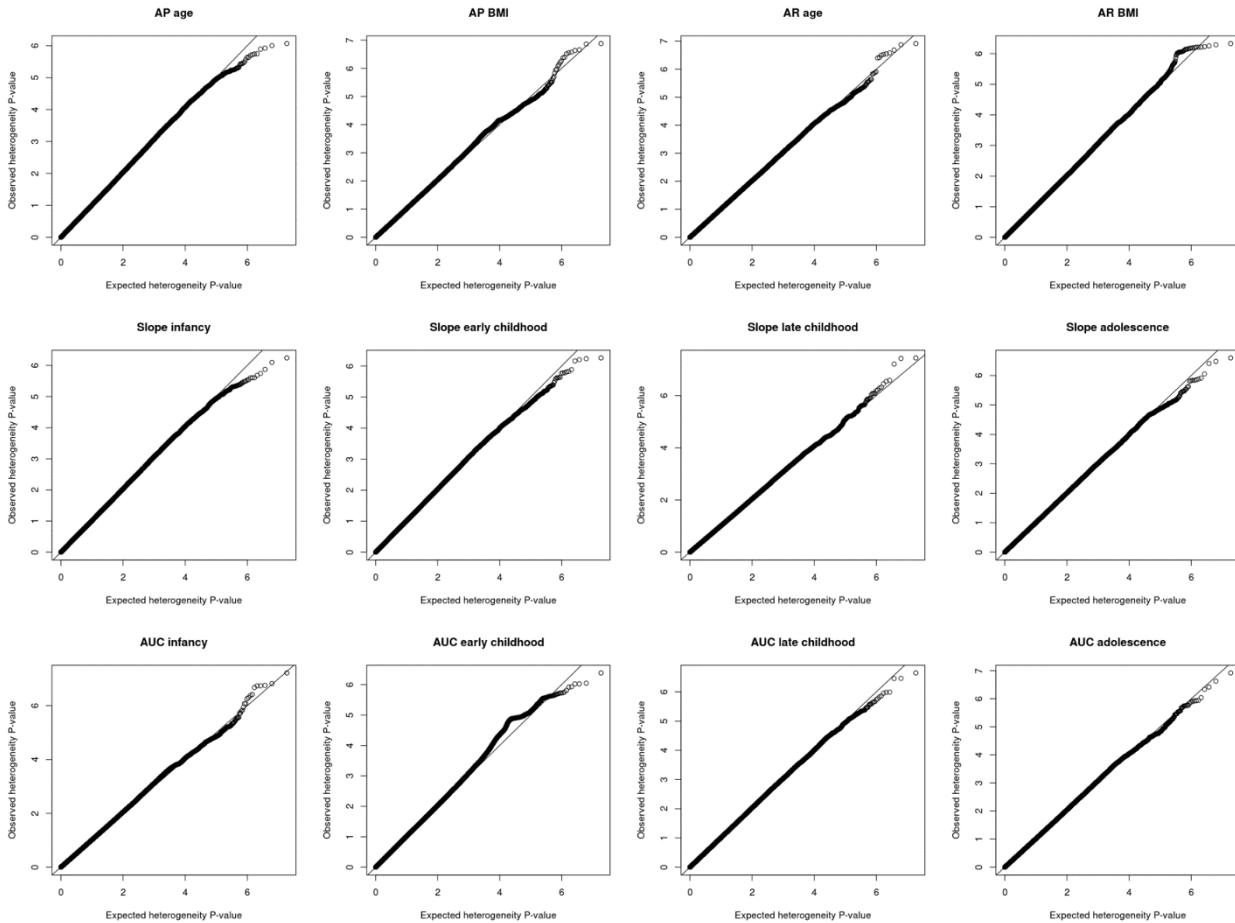 AP age
AP BMI
AR age
AR BMI
Observed heterogeneity P-value
0 1 2 3 4 5 6
0 2 4 6
Expected heterogeneity P-value
Observed heterogeneity P-value
0 1 2 3 4 5 6 7
0 2 4 6
Expected heterogeneity P-value
Observed heterogeneity P-value
0 1 2 3 4 5 6 7
0 2 4 6
Expected heterogeneity P-value
Observed heterogeneity P-value
0 1 2 3 4 5 6
0 2 4 6
Expected heterogeneity P-value
Slope infancy
Slope early childhood
Slope late childhood
Slope adolescence
Observed heterogeneity P-value
0 1 2 3 4 5 6
0 2 4 6
Expected heterogeneity P-value
Observed heterogeneity P-value
0 1 2 3 4 5 6
0 2 4 6
Expected heterogeneity P-value
Observed heterogeneity P-value
0 2 4 6
0 2 4 6
Expected heterogeneity P-value
Observed heterogeneity P-value
0 1 2 3 4 5 6
0 2 4 6
Expected heterogeneity P-value
AUC infancy
AUC early childhood
AUC late childhood
AUC adolescence
Observed heterogeneity P-value
0 2 4 6
0 2 4 6
Expected heterogeneity P-value
Observed heterogeneity P-value
0 1 2 3 4 5 6
0 2 4 6
Expected heterogeneity P-value
Observed heterogeneity P-value
0 1 2 3 4 5 6
0 2 4 6
Expected heterogeneity P-value
Observed heterogeneity P-value
0 1 2 3 4 5 6 7
0 2 4 6
Expected heterogeneity P-value